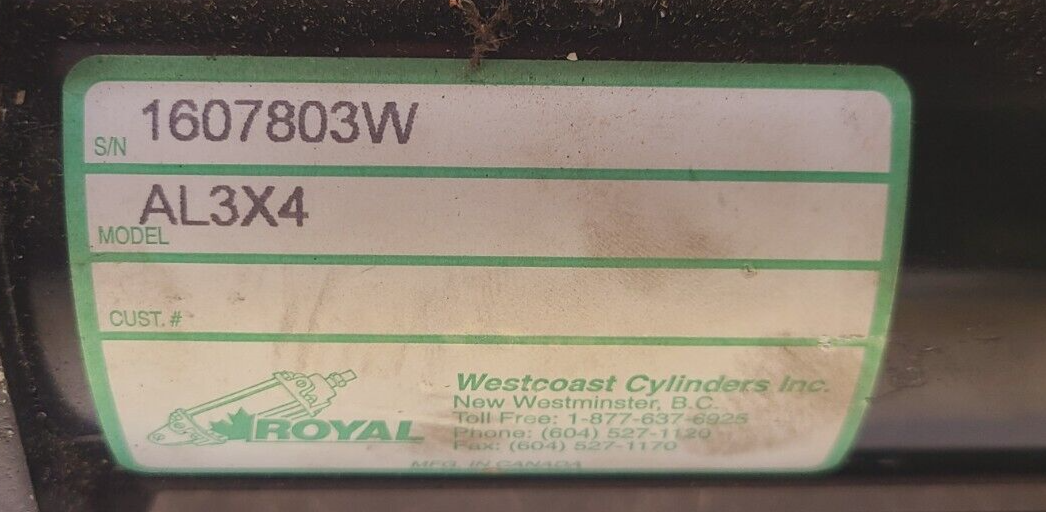 S/N 1607803W
MODEL AL3X4
CUST. #
ROYAL
Westcoast Cylinders Inc.
New Westminster, B.C.
Toll Free: 1-877-637-6925
Phone: (604) 527-1120
Fax: (604) 527-1170
MFG. IN CANADA